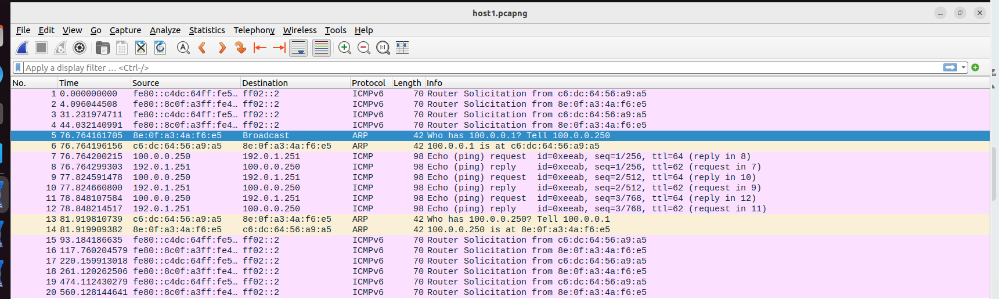 host1.pcapng
File Edit View Go Capture Analyze Statistics Telephony Wireless Tools Help
Apply a display filter … <Ctrl-/>
No. Time Source Destination Protocol Length Info
1 0.000000000 fe80::c4dc:64ff:fe5… ff02::2 ICMPv6 70 Router Solicitation from c6:dc:64:56:a9:a5
2 4.096044508 fe80::8c0f:a3ff:fe4… ff02::2 ICMPv6 70 Router Solicitation from 8e:0f:a3:4a:f6:e5
3 31.231974711 fe80::c4dc:64ff:fe5… ff02::2 ICMPv6 70 Router Solicitation from c6:dc:64:56:a9:a5
4 44.032140991 fe80::8c0f:a3ff:fe4… ff02::2 ICMPv6 70 Router Solicitation from 8e:0f:a3:4a:f6:e5
5 76.764161705 8e:0f:a3:4a:f6:e5 Broadcast ARP 42 Who has 100.0.0.1? Tell 100.0.0.250
6 76.764196156 c6:dc:64:56:a9:a5 8e:0f:a3:4a:f6:e5 ARP 42 100.0.0.1 is at c6:dc:64:56:a9:a5
7 76.764200215 100.0.0.250 192.0.1.251 ICMP 98 Echo (ping) request id=0xeeab, seq=1/256, ttl=64 (reply in 8)
8 76.764299303 192.0.1.251 100.0.0.250 ICMP 98 Echo (ping) reply id=0xeeab, seq=1/256, ttl=62 (request in 7)
9 77.824591478 100.0.0.250 192.0.1.251 ICMP 98 Echo (ping) request id=0xeeab, seq=2/512, ttl=64 (reply in 10)
10 77.824660800 192.0.1.251 100.0.0.250 ICMP 98 Echo (ping) reply id=0xeeab, seq=2/512, ttl=62 (request in 9)
11 78.848107584 100.0.0.250 192.0.1.251 ICMP 98 Echo (ping) request id=0xeeab, seq=3/768, ttl=64 (reply in 12)
12 78.848214517 192.0.1.251 100.0.0.250 ICMP 98 Echo (ping) reply id=0xeeab, seq=3/768, ttl=62 (request in 11)
13 81.919810739 c6:dc:64:56:a9:a5 8e:0f:a3:4a:f6:e5 ARP 42 Who has 100.0.0.250? Tell 100.0.0.1
14 81.919909382 8e:0f:a3:4a:f6:e5 c6:dc:64:56:a9:a5 ARP 42 100.0.0.250 is at 8e:0f:a3:4a:f6:e5
15 93.184186635 fe80::c4dc:64ff:fe5… ff02::2 ICMPv6 70 Router Solicitation from c6:dc:64:56:a9:a5
16 117.760204579 fe80::8c0f:a3ff:fe4… ff02::2 ICMPv6 70 Router Solicitation from 8e:0f:a3:4a:f6:e5
17 220.159913018 fe80::c4dc:64ff:fe5… ff02::2 ICMPv6 70 Router Solicitation from c6:dc:64:56:a9:a5
18 261.120262506 fe80::8c0f:a3ff:fe4… ff02::2 ICMPv6 70 Router Solicitation from 8e:0f:a3:4a:f6:e5
19 474.112430279 fe80::c4dc:64ff:fe5… ff02::2 ICMPv6 70 Router Solicitation from c6:dc:64:56:a9:a5
20 560.128144641 fe80::8c0f:a3ff:fe4… ff02::2 ICMPv6 70 Router Solicitation from 8e:0f:a3:4a:f6:e5